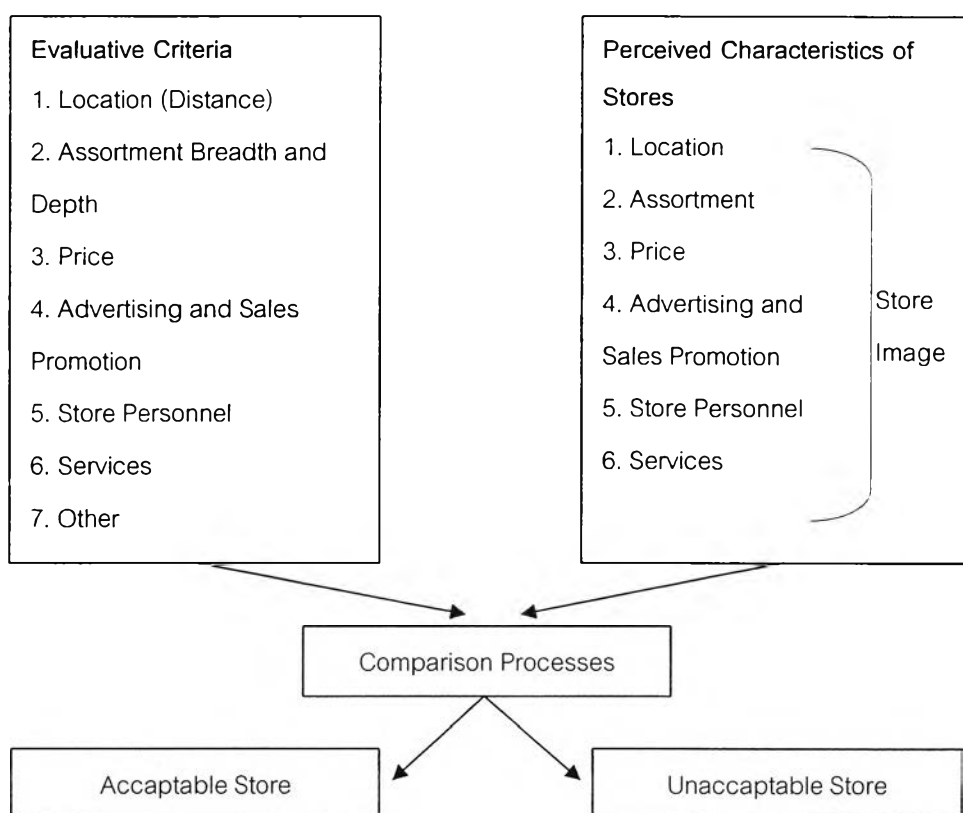 Evaluative Criteria
1. Location (Distance)
2. Assortment Breadth and
Depth
3. Price
4. Advertising and Sales
Promotion
5. Store Personnel
6. Services
7. Other
Perceived Characteristics of
Stores
1. Location
2. Assortment
3. Price
4. Advertising and
Sales Promotion
5. Store Personnel
6. Services
Store
Image
Comparison Processes
Accaptable Store
Unaccaptable Store